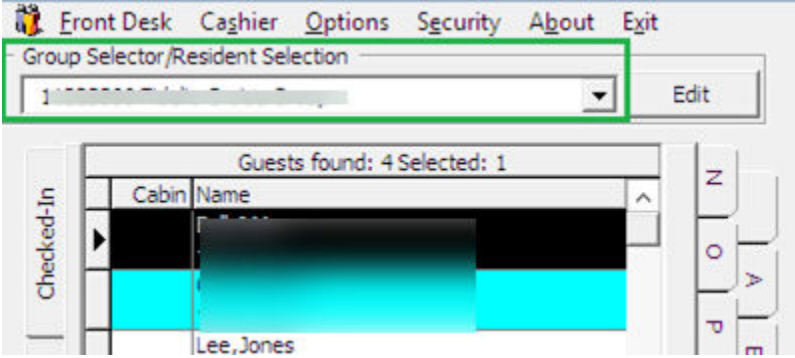 Front Desk Cashier Options Security About Exit
Group Selector/Resident Selection
Edit
Guests found: 4 Selected: 1
Cabin Name
Checked-In
Lee,Jones
N
O
P
A